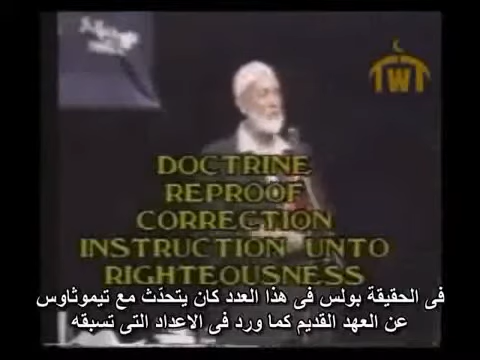 TWT
DOCTRINE
REPROOF
CORRECTION
INSTRUCTION UNTO
RIGHTEOUSNESS
فى الحقيقة بولس فى هذا العدد كان يتحدّث مع تيموثاوس
عن العهد القديم كما ورد فى الاعداد التى تسبقه